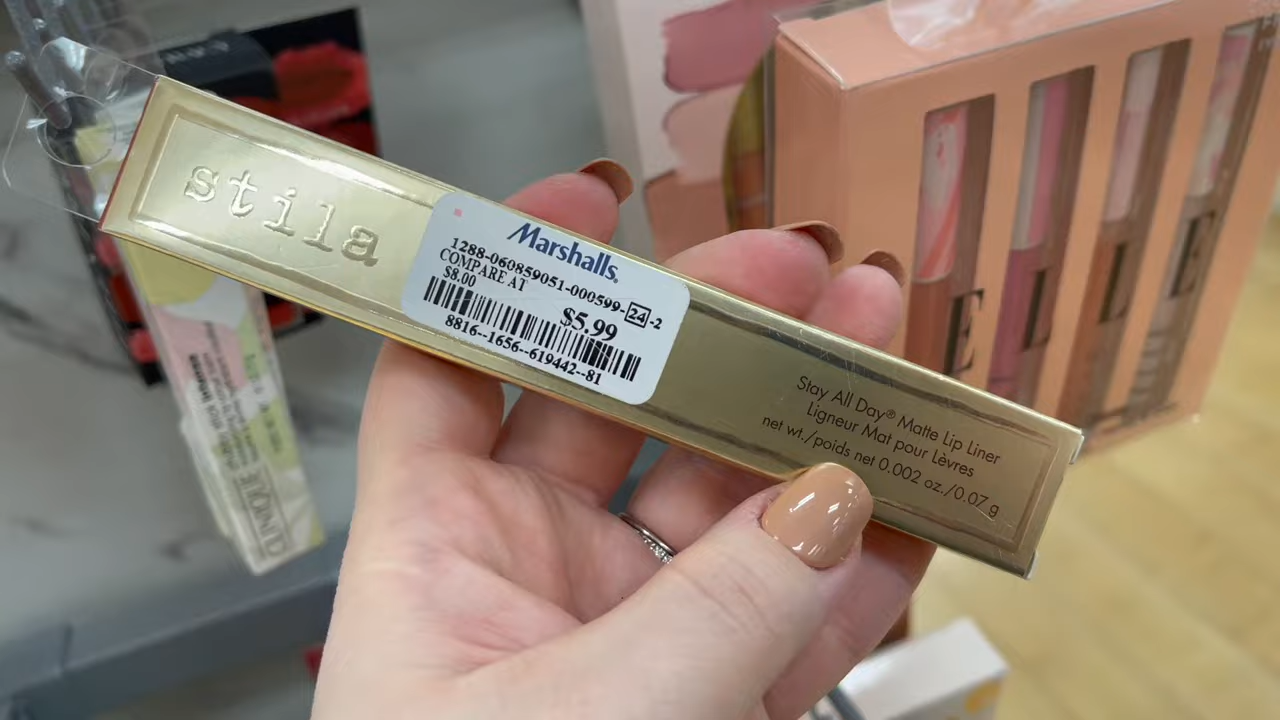 stila
Marshalls
1288-060859051-000599-24-2
COMPARE AT
$8.00
$5.99
8816--1656--619442--81
Stay All Day® Matte Lip Liner
Ligneur Mat pour Lèvres
net wt./poids net 0.002 oz./0.07 g
CLINIQUE
E
E
E
E